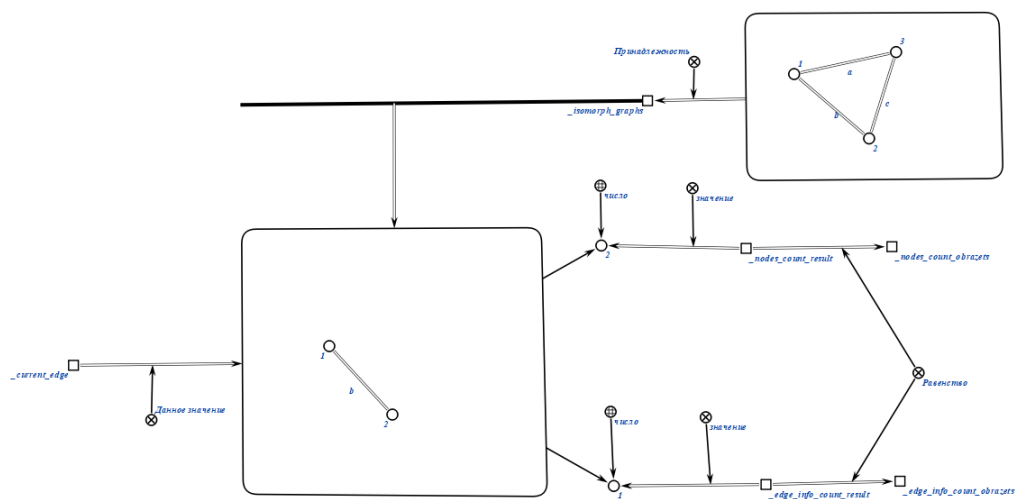 3
Принадлежность
1
a
c
_isomorph_graphs
b
2
число
значение
2
_nodes_count_result
_nodes_count_obrazets
1
_current_edge
b
Равенство
Данное значение
2
число
значение
1
_edge_info_count_result
_edge_info_count_obrazets